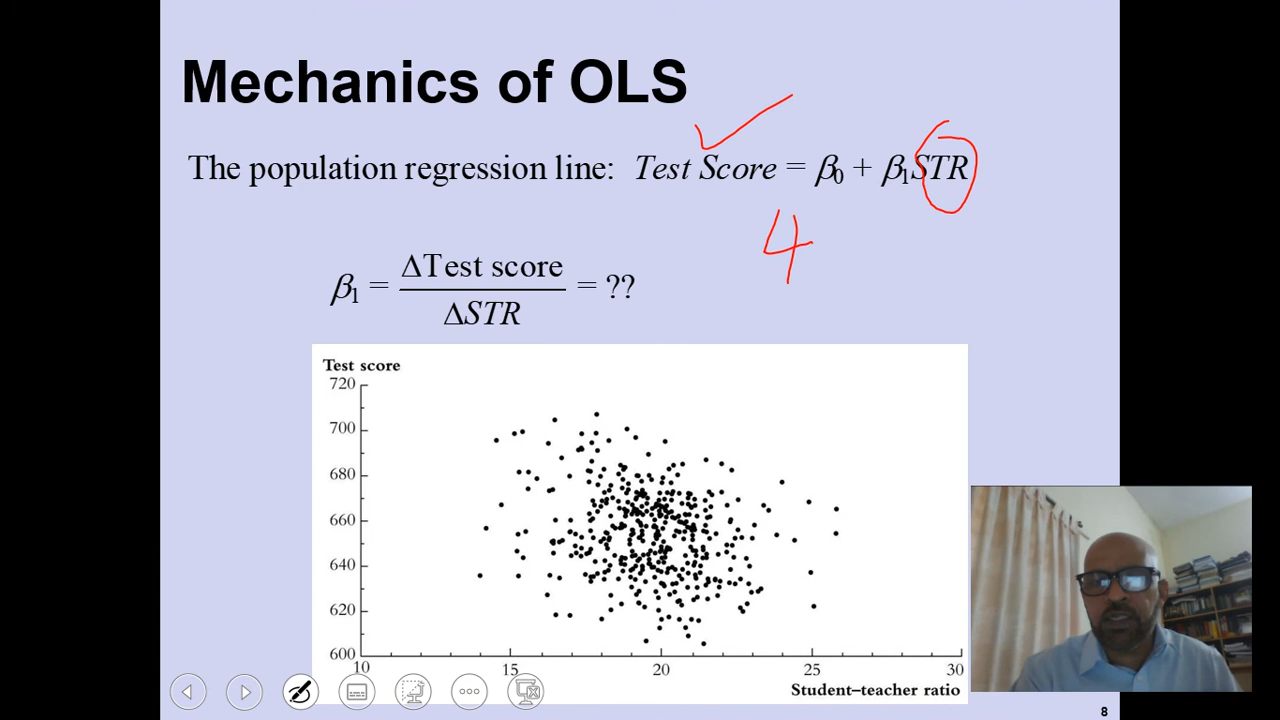 Mechanics of OLS
The population regression line: Test Score = β0 + β1STR
4
β1 = ΔTest score / ΔSTR = ??
Test score
720
700
680
660
640
620
600
10 15 20 25 30
Student–teacher ratio
8